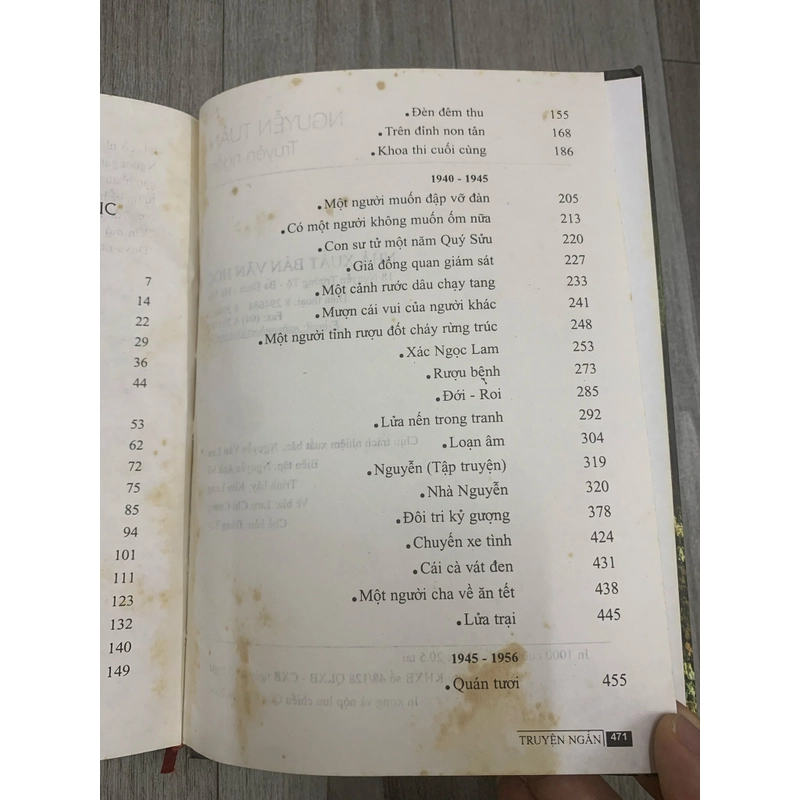 ỤC
7
14
22
29
36
44
53
62
72
75
85
94
101
111
123
132
140
149
•Đèn đêm thu 155
•Trên đỉnh non tản 168
•Khoa thi cuối cùng 186
1940 - 1945
•Một người muốn đập vỡ đàn 205
•Có một người không muốn ốm nữa 213
•Con sư tử một năm Quý Sửu 220
•Giá đồng quan giám sát 227
•Một cảnh rước dâu chạy tang 233
•Mượn cái vui của người khác 241
•Một người tỉnh rượu đốt cháy rừng trúc 248
•Xác Ngọc Lam 253
•Rượu bệnh 273
•Đới - Roi 285
•Lửa nến trong tranh 292
•Loạn âm 304
•Nguyễn (Tập truyện) 319
•Nhà Nguyễn 320
•Đôi tri kỷ gượng 378
•Chuyến xe tình 424
•Cái cà vát đen 431
•Một người cha về ăn tết 438
•Lửa trại 445
1945 - 1956
•Quán tươi 455
TRUYỆN NGẮN 471